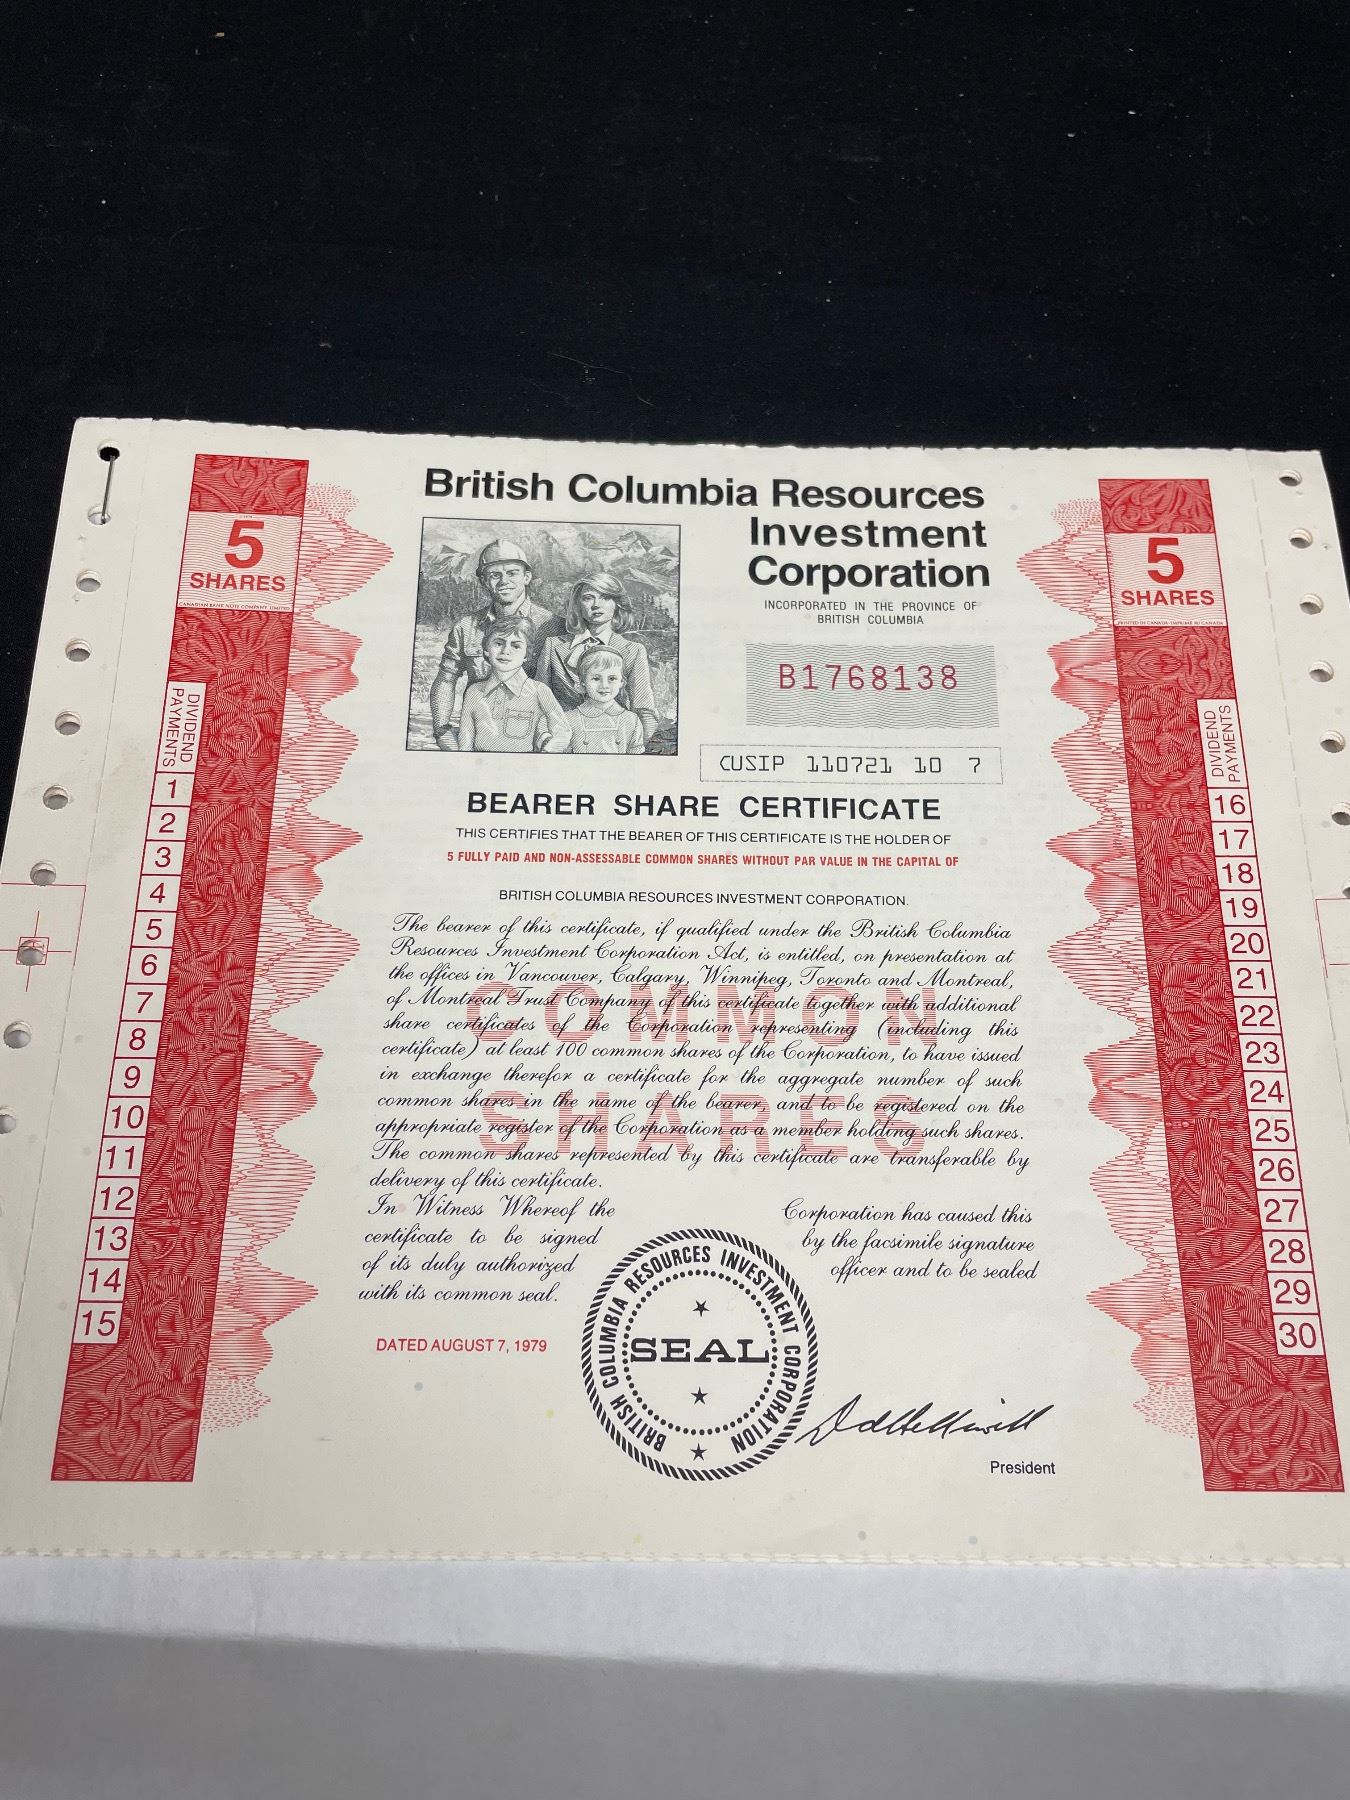 British Columbia Resources
Investment
Corporation
INCORPORATED IN THE PROVINCE OF
BRITISH COLUMBIA
5
SHARES
CANADIAN BANK NOTE COMPANY LIMITED
5
SHARES
PRINTED IN CANADA-IMPRIMÉ AU CANADA
B1768138
CUSIP 110721 10 7
BEARER SHARE CERTIFICATE
THIS CERTIFIES THAT THE BEARER OF THIS CERTIFICATE IS THE HOLDER OF
5 FULLY PAID AND NON-ASSESSABLE COMMON SHARES WITHOUT PAR VALUE IN THE CAPITAL OF
BRITISH COLUMBIA RESOURCES INVESTMENT CORPORATION.
The bearer of this certificate, if qualified under the British Columbia
Resources Investment Corporation Act, is entitled, on presentation at
the offices in Vancouver, Calgary, Winnipeg, Toronto and Montreal,
of Montreal Trust Company of this certificate together with additional
share certificates of the Corporation representing (including this
certificate) at least 100 common shares of the Corporation, to have issued
in exchange therefor a certificate for the aggregate number of such
common shares in the name of the bearer, and to be registered on the
appropriate register of the Corporation as a member holding such shares.
The common shares represented by this certificate are transferable by
delivery of this certificate.
COMMON
SHARES
In Witness Whereof the
certificate to be signed
of its duly authorized
with its common seal.
Corporation has caused this
by the facsimile signature
officer and to be sealed
DATED AUGUST 7, 1979
BRITISH COLUMBIA RESOURCES INVESTMENT CORPORATION
SEAL
President
DIVIDEND
PAYMENTS
1
2
3
4
5
6
7
8
9
10
11
12
13
14
15
DIVIDEND
PAYMENTS
16
17
18
19
20
21
22
23
24
25
26
27
28
29
30